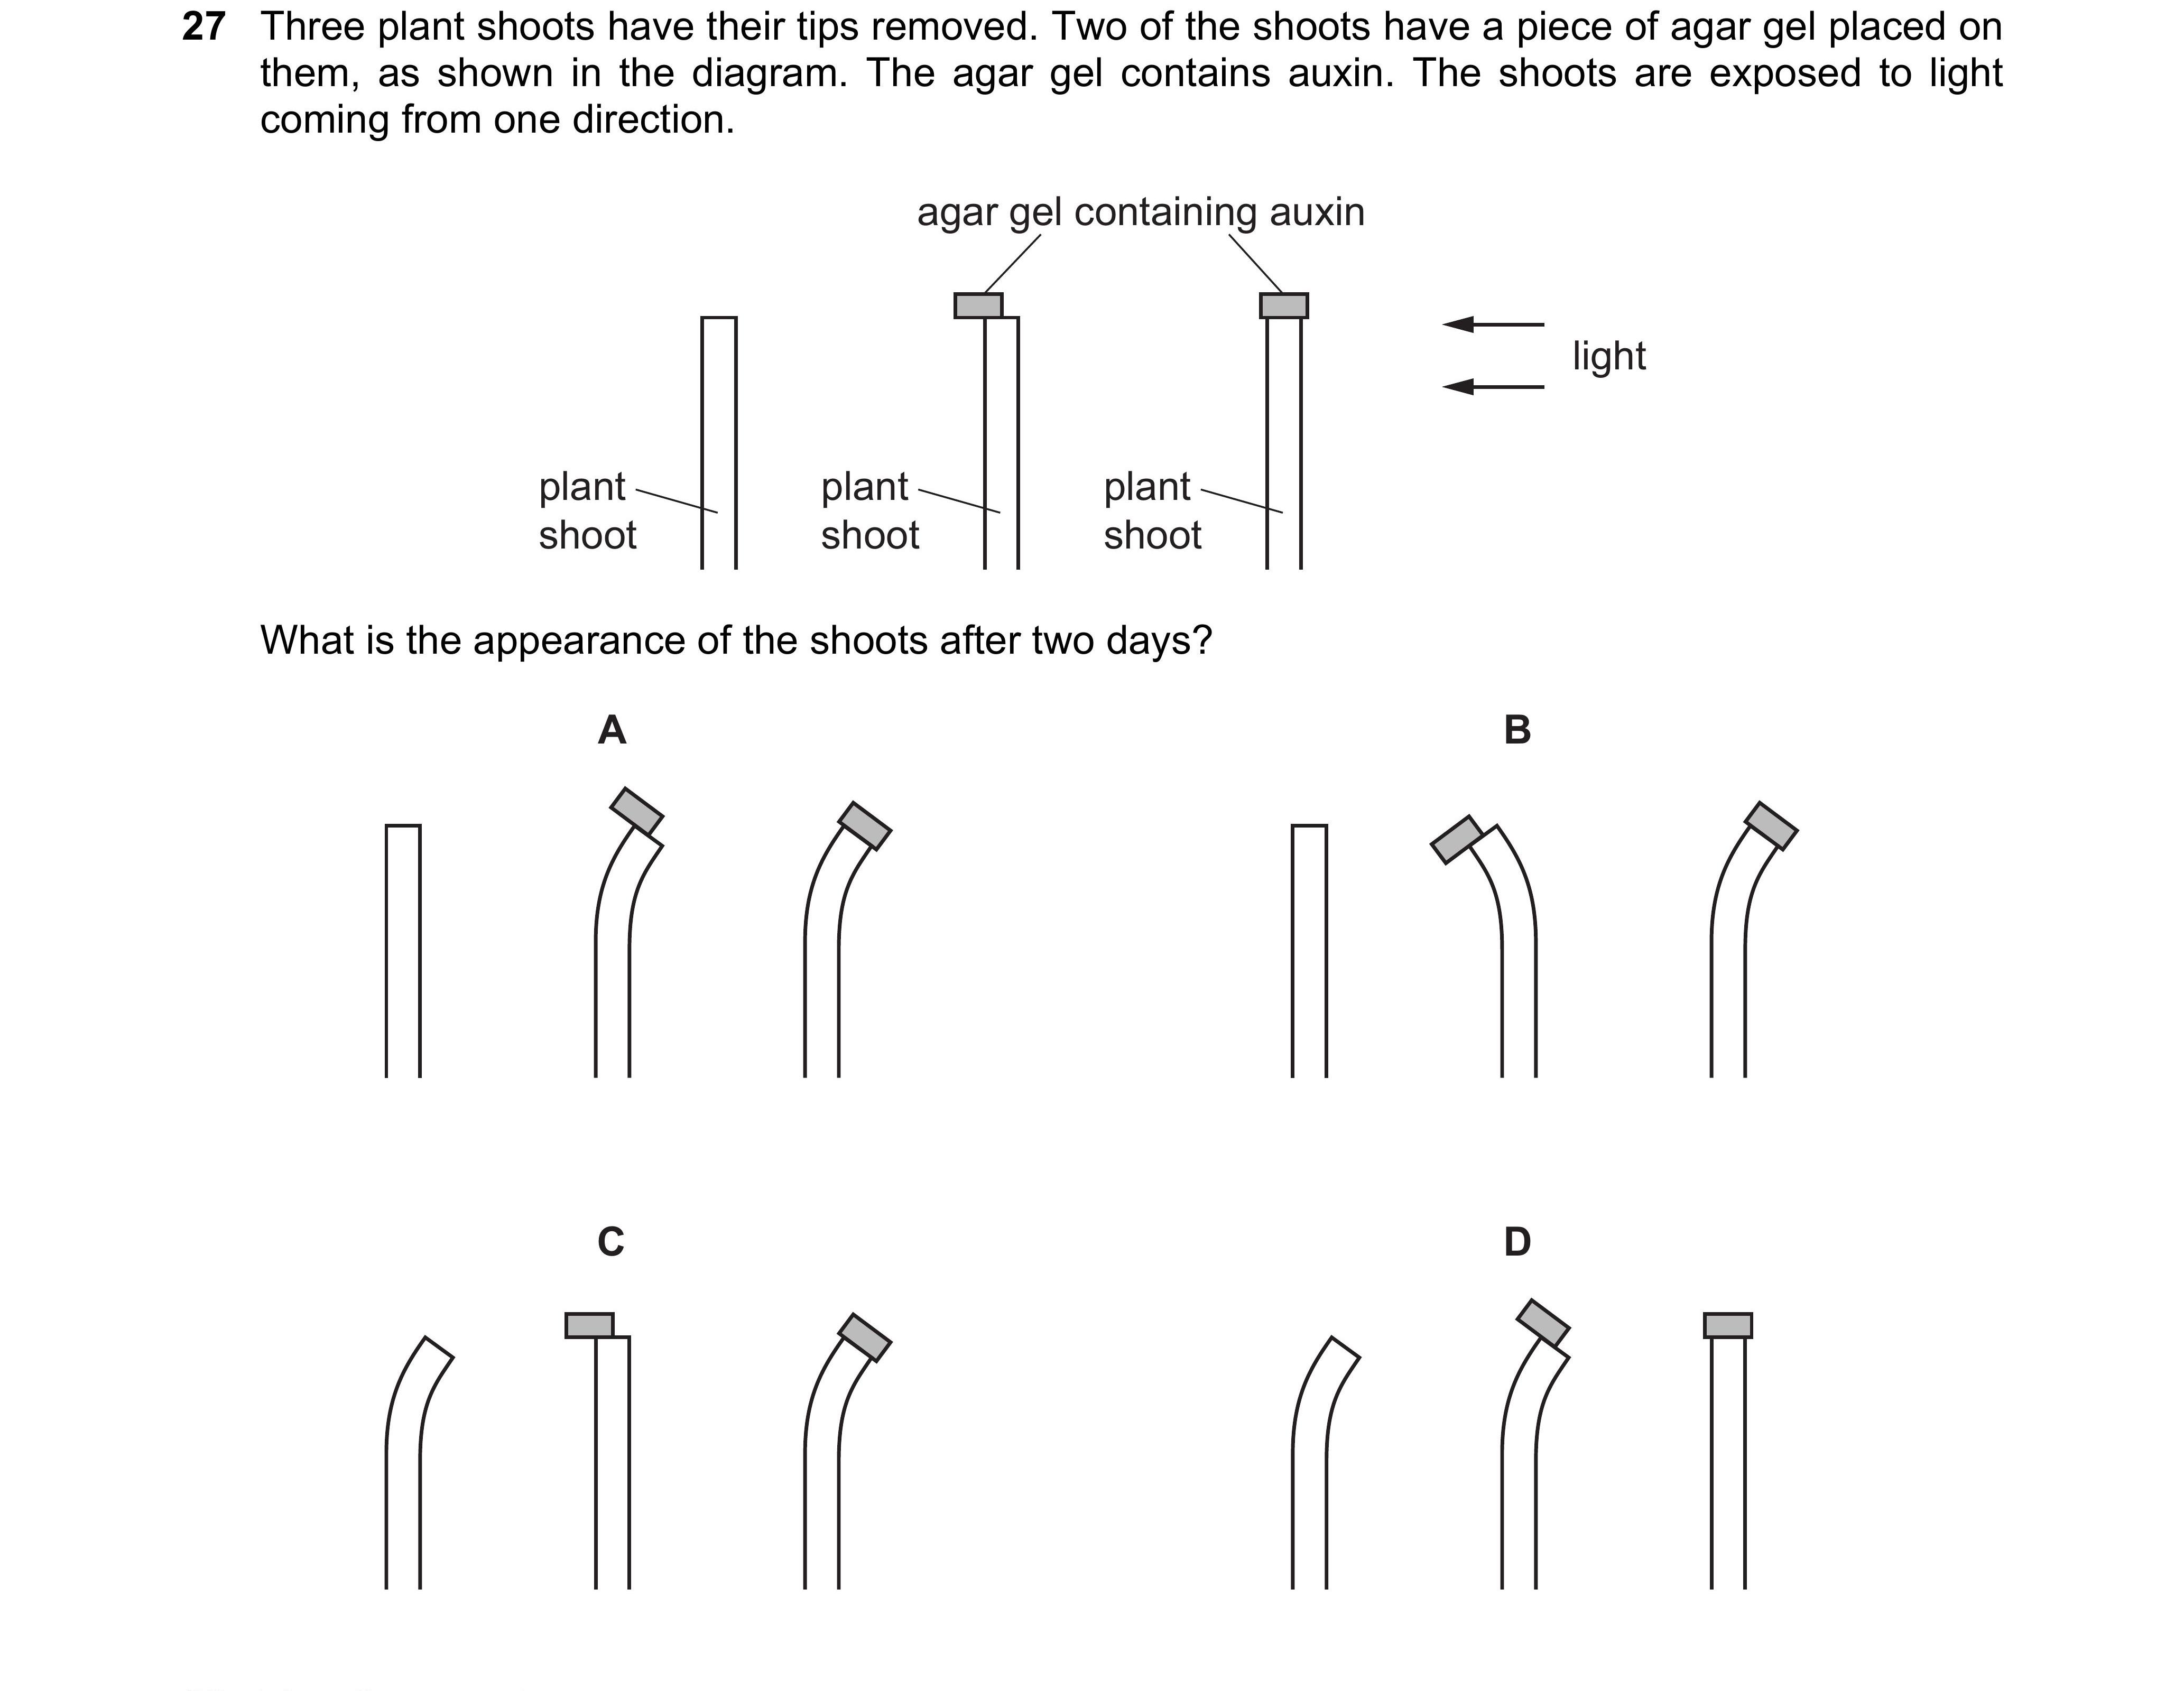 27 Three plant shoots have their tips removed. Two of the shoots have a piece of agar gel placed on
them, as shown in the diagram. The agar gel contains auxin. The shoots are exposed to light
coming from one direction.
agar gel containing auxin
light
plant
shoot
plant
shoot
plant
shoot
What is the appearance of the shoots after two days?
A
B
C
D